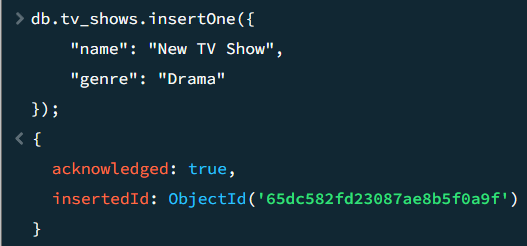 > db.tv_shows.insertOne({
"name": "New TV Show",
"genre": "Drama"
});
< {
acknowledged: true,
insertedId: ObjectId('65dc582fd23087ae8b5f0a9f')
}